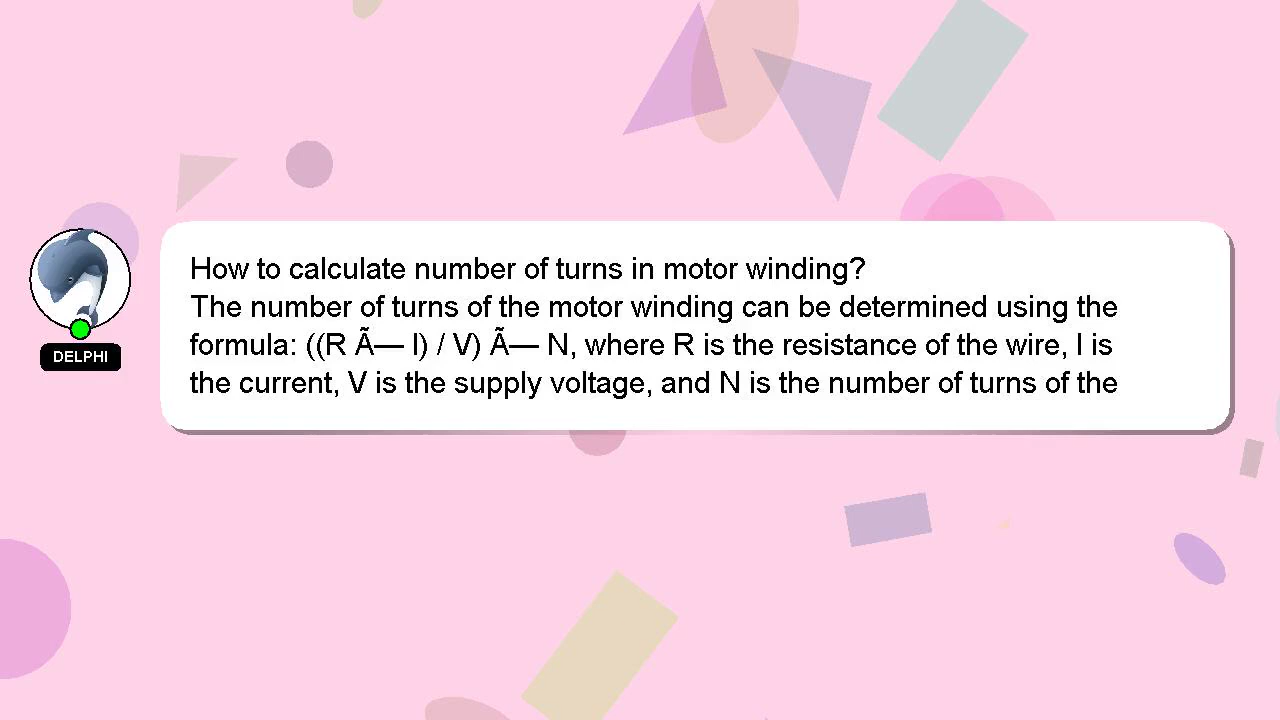 How to calculate number of turns in motor winding?
The number of turns of the motor winding can be determined using the
formula: ((R Ã— I) / V) Ã— N, where R is the resistance of the wire, I is
the current, V is the supply voltage, and N is the number of turns of the
DELPHI